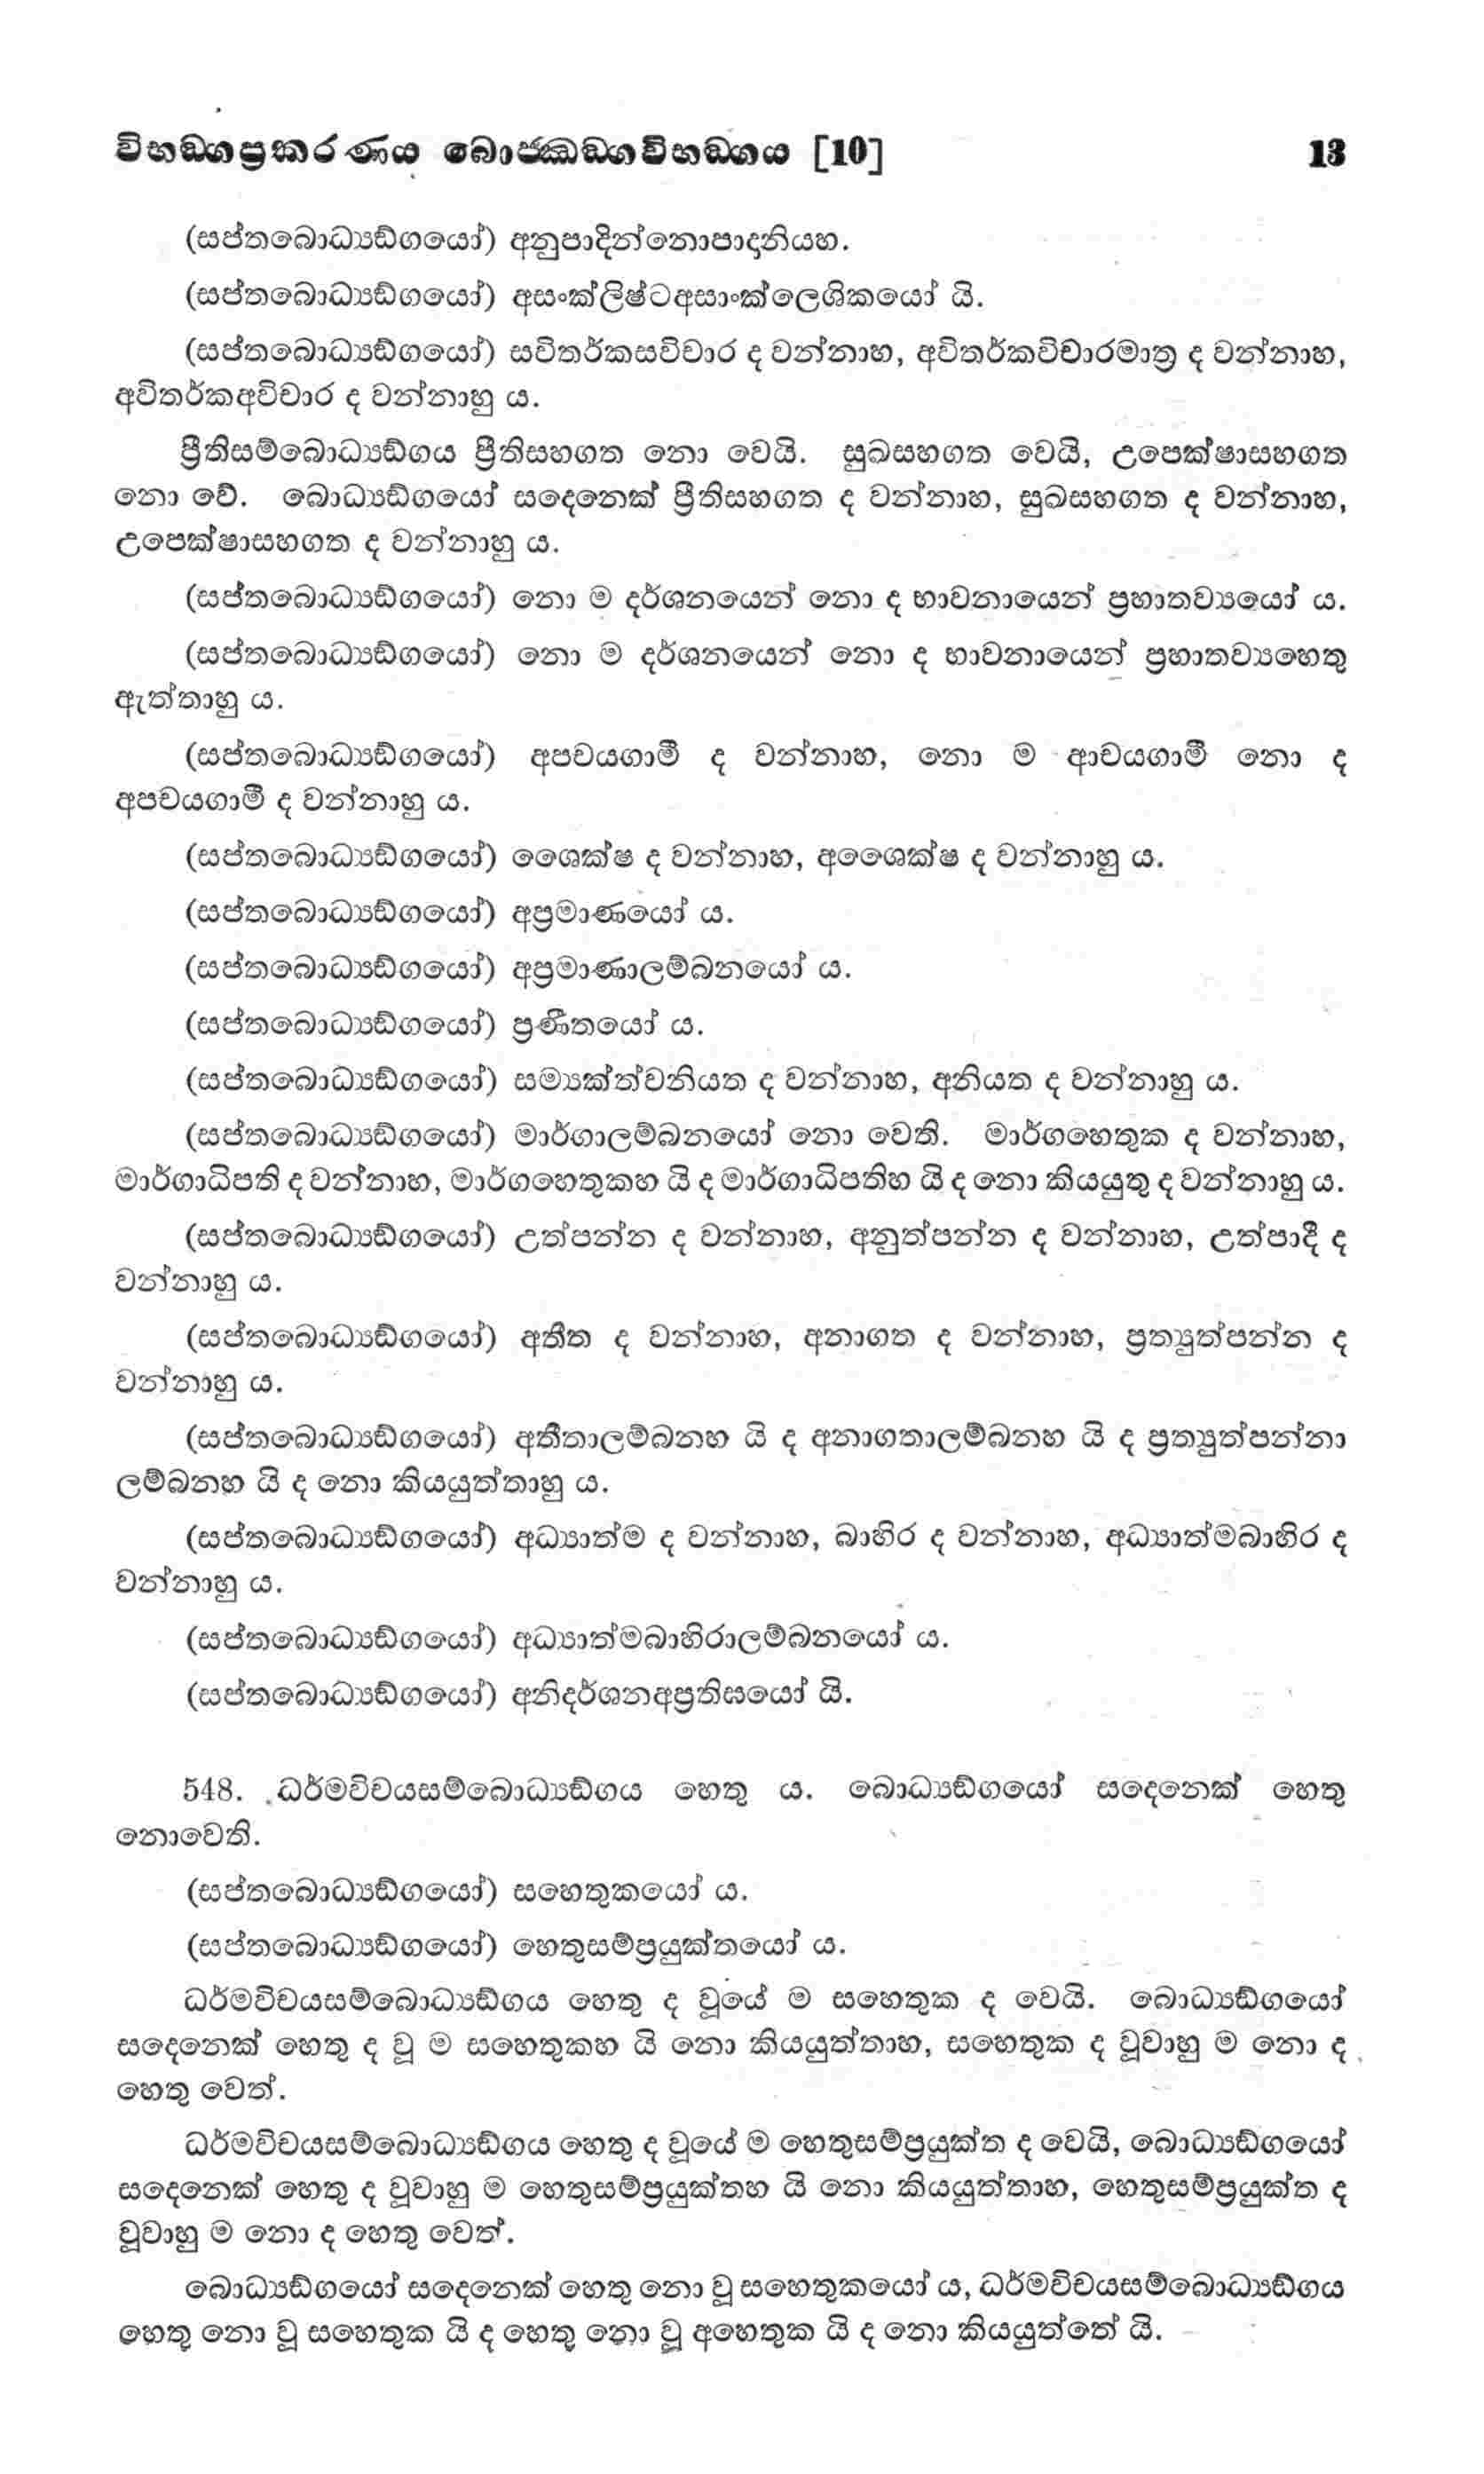 විභඞ්ගප්‍රකරණය බොජ්ඣඞ්ගවිභඞ්ගය [10] 13
(සප්තබොධ්‍යඞ්ගයෝ) අනුපාදින්නොපාදානියහ.
(සප්තබොධ්‍යඞ්ගයෝ) අසංක්ලිෂ්ටඅසාංක්ලෙශිකයෝ යි.
(සප්තබොධ්‍යඞ්ගයෝ) සවිතර්කසවිචාර ද වන්නාහ, අවිතර්කවිචාරමාත්‍ර ද වන්නාහ,
අවිතර්කඅවිචාර ද වන්නාහු ය.
ප්‍රීතිසම්බොධ්‍යඞ්ගය ප්‍රීතිසහගත නො වෙයි. සුඛසහගත වෙයි, උපෙක්ෂාසහගත
නො වේ. බොධ්‍යඞ්ගයෝ සදෙනෙක් ප්‍රීතිසහගත ද වන්නාහ, සුඛසහගත ද වන්නාහ,
උපෙක්ෂාසහගත ද වන්නාහු ය.
(සප්තබොධ්‍යඞ්ගයෝ) නො ම දර්ශනයෙන් නො ද භාවනායෙන් ප්‍රහාතව්‍යයෝ ය.
(සප්තබොධ්‍යඞ්ගයෝ) නො ම දර්ශනයෙන් නො ද භාවනායෙන් ප්‍රහාතව්‍යහෙතු
ඇත්තාහු ය.
(සප්තබොධ්‍යඞ්ගයෝ) අපචයගාමී ද වන්නාහ, නො ම ආචයගාමී නො ද
අපචයගාමී ද වන්නාහු ය.
(සප්තබොධ්‍යඞ්ගයෝ) ශෛක්ෂ ද වන්නාහ, අශෛක්ෂ ද වන්නාහු ය.
(සප්තබොධ්‍යඞ්ගයෝ) අප්‍රමාණයෝ ය.
(සප්තබොධ්‍යඞ්ගයෝ) අප්‍රමාණාලම්බනයෝ ය.
(සප්තබොධ්‍යඞ්ගයෝ) ප්‍රණීතයෝ ය.
(සප්තබොධ්‍යඞ්ගයෝ) සම්‍යක්ත්වනියත ද වන්නාහ, අනියත ද වන්නාහු ය.
(සප්තබොධ්‍යඞ්ගයෝ) මාර්ගාලම්බනයෝ නො වෙති. මාර්ගහෙතුක ද වන්නාහ,
මාර්ගාධිපති ද වන්නාහ, මාර්ගහෙතුකහ යි ද මාර්ගාධිපතිහ යි ද නො කියයුතු ද වන්නාහු ය.
(සප්තබොධ්‍යඞ්ගයෝ) උත්පන්න ද වන්නාහ, අනුත්පන්න ද වන්නාහ, උත්පාදී ද
වන්නාහු ය.
(සප්තබොධ්‍යඞ්ගයෝ) අතීත ද වන්නාහ, අනාගත ද වන්නාහ, ප්‍රත්‍යුත්පන්න ද
වන්නාහු ය.
(සප්තබොධ්‍යඞ්ගයෝ) අතීතාලම්බනහ යි ද අනාගතාලම්බනහ යි ද ප්‍රත්‍යුත්පන්නා
ලම්බනහ යි ද නො කියයුත්තාහු ය.
(සප්තබොධ්‍යඞ්ගයෝ) අධ්‍යාත්ම ද වන්නාහ, බාහිර ද වන්නාහ, අධ්‍යාත්මබාහිර ද
වන්නාහු ය.
(සප්තබොධ්‍යඞ්ගයෝ) අධ්‍යාත්මබාහිරාලම්බනයෝ ය.
(සප්තබොධ්‍යඞ්ගයෝ) අනිදර්ශනඅප්‍රතිඝයෝ යි.
548. ධර්මවිචයසම්බොධ්‍යඞ්ගය හෙතු ය. බොධ්‍යඞ්ගයෝ සදෙනෙක් හෙතු
නොවෙති.
(සප්තබොධ්‍යඞ්ගයෝ) සහෙතුකයෝ ය.
(සප්තබොධ්‍යඞ්ගයෝ) හෙතුසම්ප්‍රයුක්තයෝ ය.
ධර්මවිචයසම්බොධ්‍යඞ්ගය හෙතු ද වූයේ ම සහෙතුක ද වෙයි. බොධ්‍යඞ්ගයෝ
සදෙනෙක් හෙතු ද වූ ම සහෙතුකහ යි නො කියයුත්තාහ, සහෙතුක ද වූවාහු ම නො ද
හෙතු වෙත්.
ධර්මවිචයසම්බොධ්‍යඞ්ගය හෙතු ද වූයේ ම හෙතුසම්ප්‍රයුක්ත ද වෙයි, බොධ්‍යඞ්ගයෝ
සදෙනෙක් හෙතු ද වූවාහු ම හෙතුසම්ප්‍රයුක්තහ යි නො කියයුත්තාහ, හෙතුසම්ප්‍රයුක්ත ද
වූවාහු ම නො ද හෙතු වෙත්.
බොධ්‍යඞ්ගයෝ සදෙනෙක් හෙතු නො වූ සහෙතුකයෝ ය, ධර්මවිචයසම්බොධ්‍යඞ්ගය
හෙතු නො වූ සහෙතුක යි ද හෙතු නො වූ අහෙතුක යි ද නො කියයුත්තේ යි.